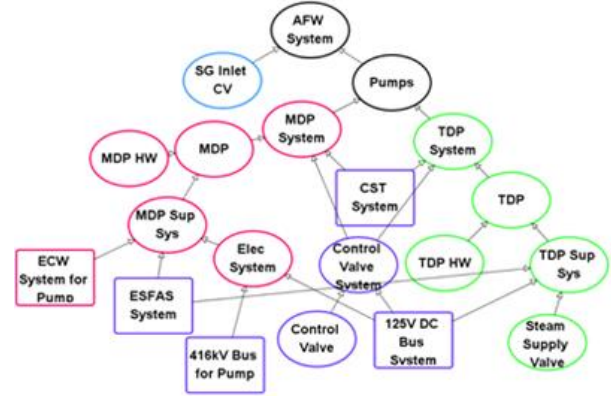 AFW
System
SG Inlet
CV
Pumps
MDP
System
TDP
System
MDP HW
MDP
CST
System
TDP
MDP Sup
Sys
Elec
System
Control
Valve
System
TDP HW
TDP Sup
Sys
ECW
System for
Pump
ESFAS
System
416kV Bus
for Pump
Control
Valve
125V DC
Bus
System
Steam
Supply
Valve